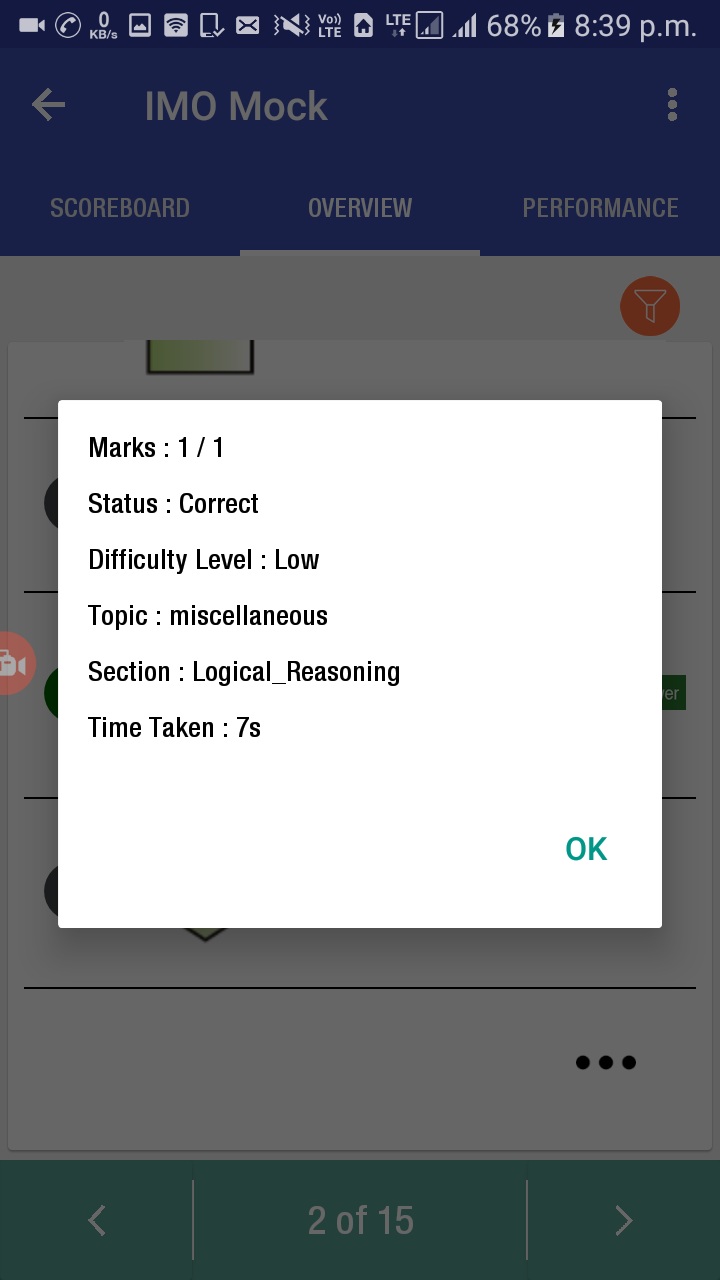 0
KB/s
Vo))
LTE
LTE
68%
8:39 p.m.
IMO Mock
SCOREBOARD
OVERVIEW
PERFORMANCE
Marks : 1 / 1
Status : Correct
Difficulty Level : Low
Topic : miscellaneous
Section : Logical_Reasoning
Time Taken : 7s
OK
2 of 15